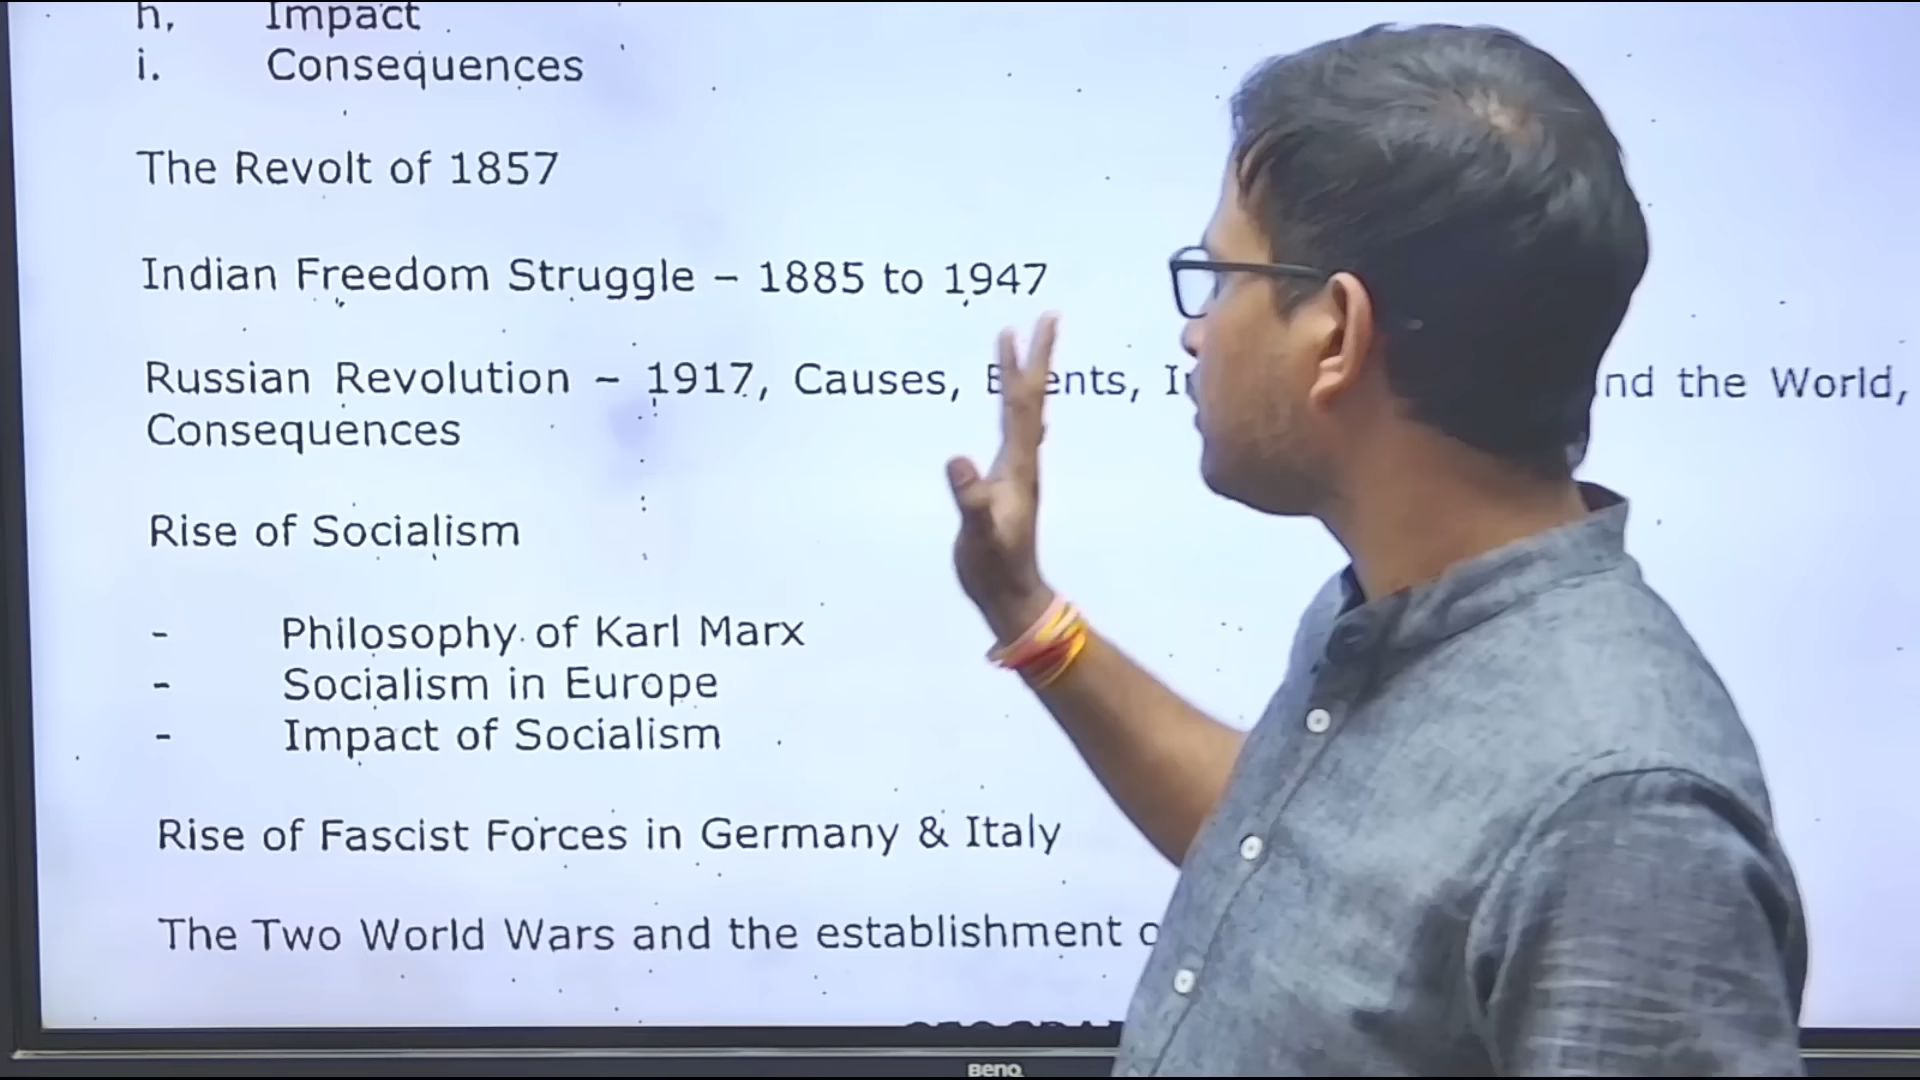 h. Impact
i. Consequences
The Revolt of 1857
Indian Freedom Struggle – 1885 to 1947
Russian Revolution – 1917, Causes, the World,
Consequences
Rise of Socialism
- Philosophy of Karl Marx
- Socialism in Europe
- Impact of Socialism
Rise of Fascist Forces in Germany & Italy
The Two World Wars and the establishment
BenQ